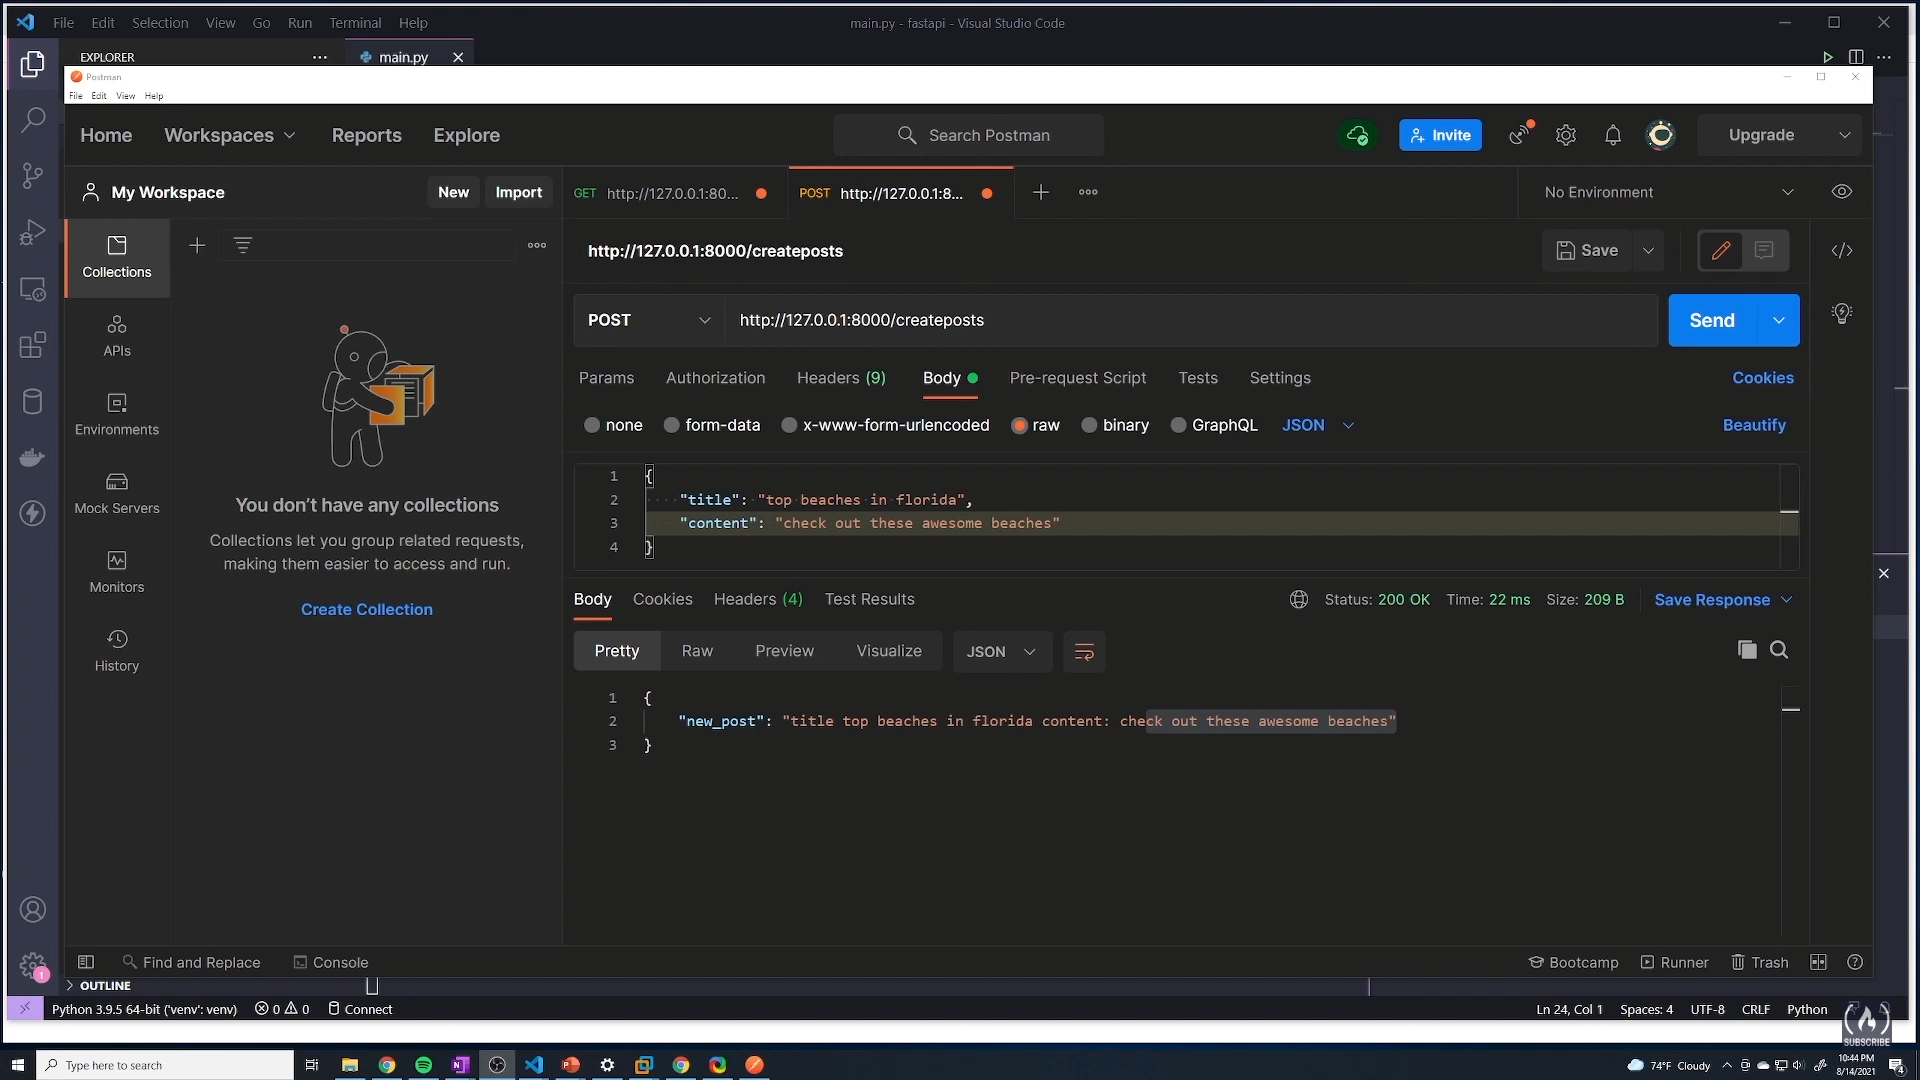 File Edit Selection View Go Run Terminal Help
main.py - fastapi - Visual Studio Code
EXPLORER
main.py
Postman
File Edit View Help
Home Workspaces Reports Explore
Search Postman
Invite
Upgrade
My Workspace
New Import
GET http://127.0.0.1:80...
POST http://127.0.0.1:8...
No Environment
Collections
APIs
Environments
Mock Servers
Monitors
History
You don't have any collections
Collections let you group related requests,
making them easier to access and run.
Create Collection
http://127.0.0.1:8000/createposts
Save
POST http://127.0.0.1:8000/createposts
Send
Params Authorization Headers (9) Body Pre-request Script Tests Settings
Cookies
none form-data x-www-form-urlencoded raw binary GraphQL JSON
Beautify
1 {
2 "title": "top beaches in florida",
3 "content": "check out these awesome beaches"
4 }
Body Cookies Headers (4) Test Results
Status: 200 OK Time: 22 ms Size: 209 B Save Response
Pretty Raw Preview Visualize JSON
1 {
2 "new_post": "title top beaches in florida content: check out these awesome beaches"
3 }
Find and Replace Console
Bootcamp Runner Trash
1
OUTLINE
Python 3.9.5 64-bit ('venv': venv) 0 0 Connect
Ln 24, Col 1 Spaces: 4 UTF-8 CRLF Python
SUBSCRIBE
Type here to search
74°F Cloudy
10:44 PM
8/14/2021
4